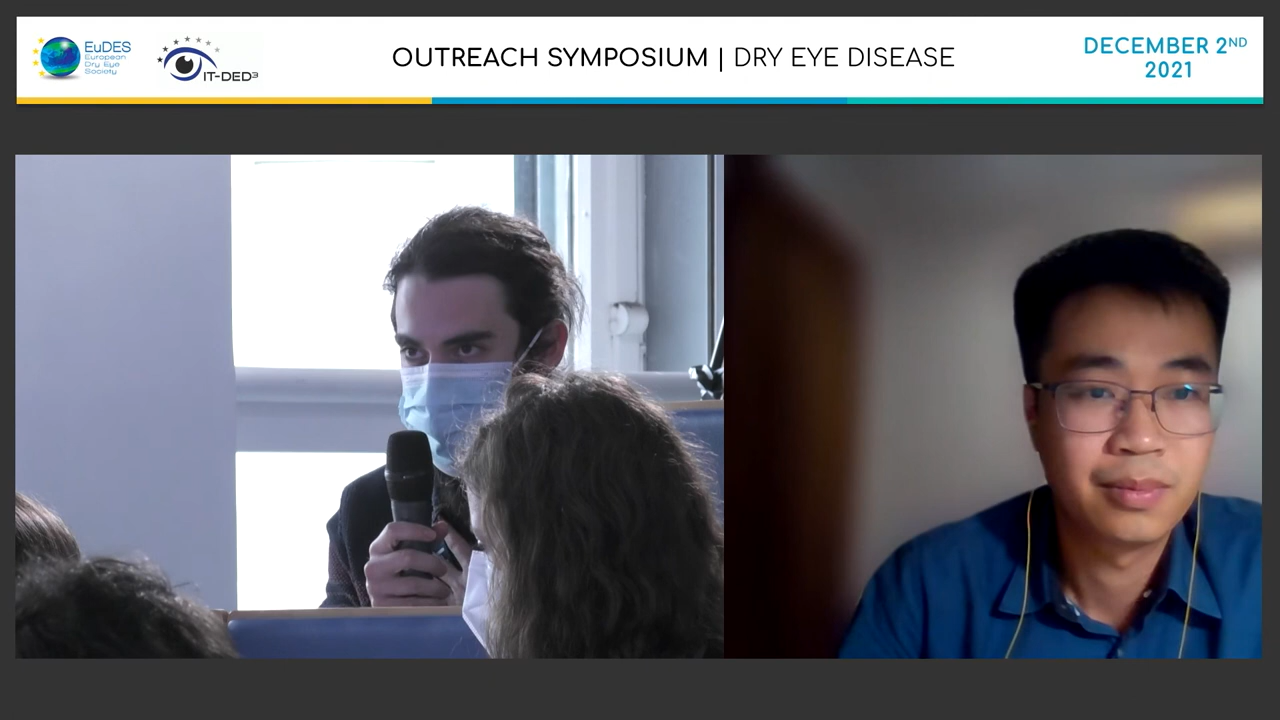 EuDES
European
Dry Eye
Society
IT-DED³
OUTREACH SYMPOSIUM | DRY EYE DISEASE
DECEMBER 2ND
2021